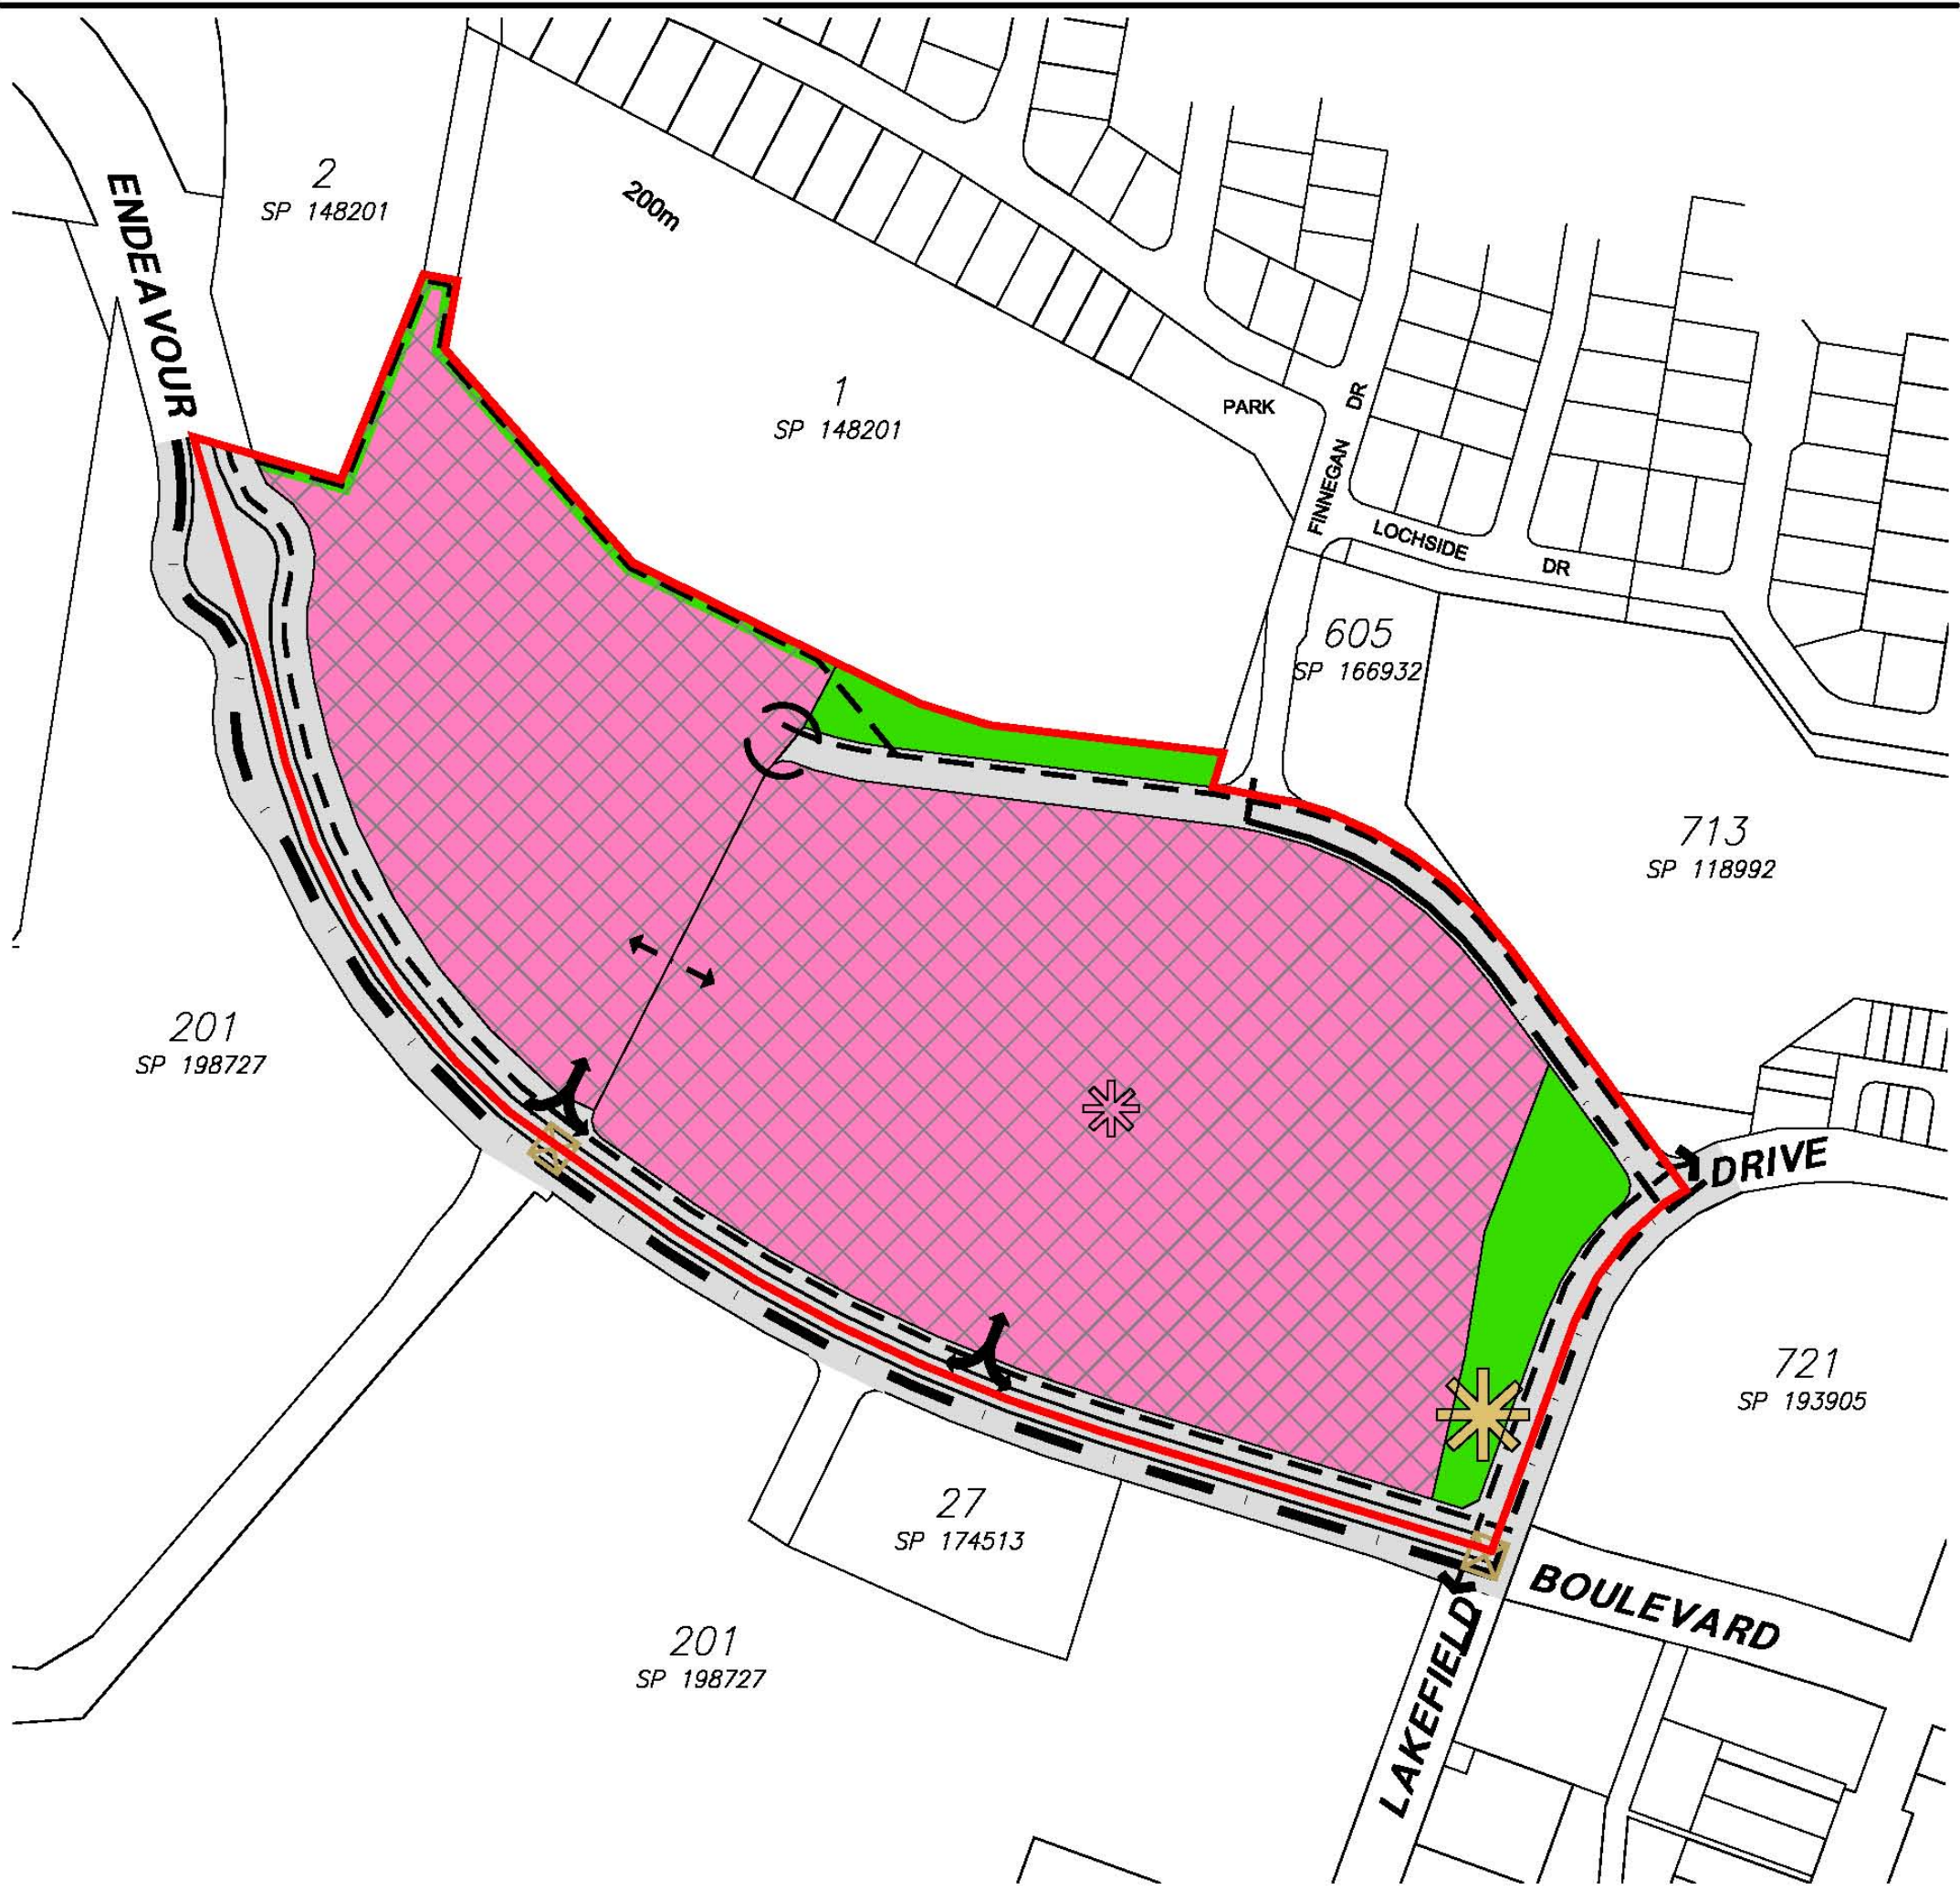 2
SP 148201
ENDEAVOUR
200m
1
SP 148201
PARK
FINNEGAN DR
LOCHSIDE DR
605
SP 166932
713
SP 118992
201
SP 198727
DRIVE
721
SP 193905
27
SP 174513
BOULEVARD
LAKEFIELD
201
SP 198727